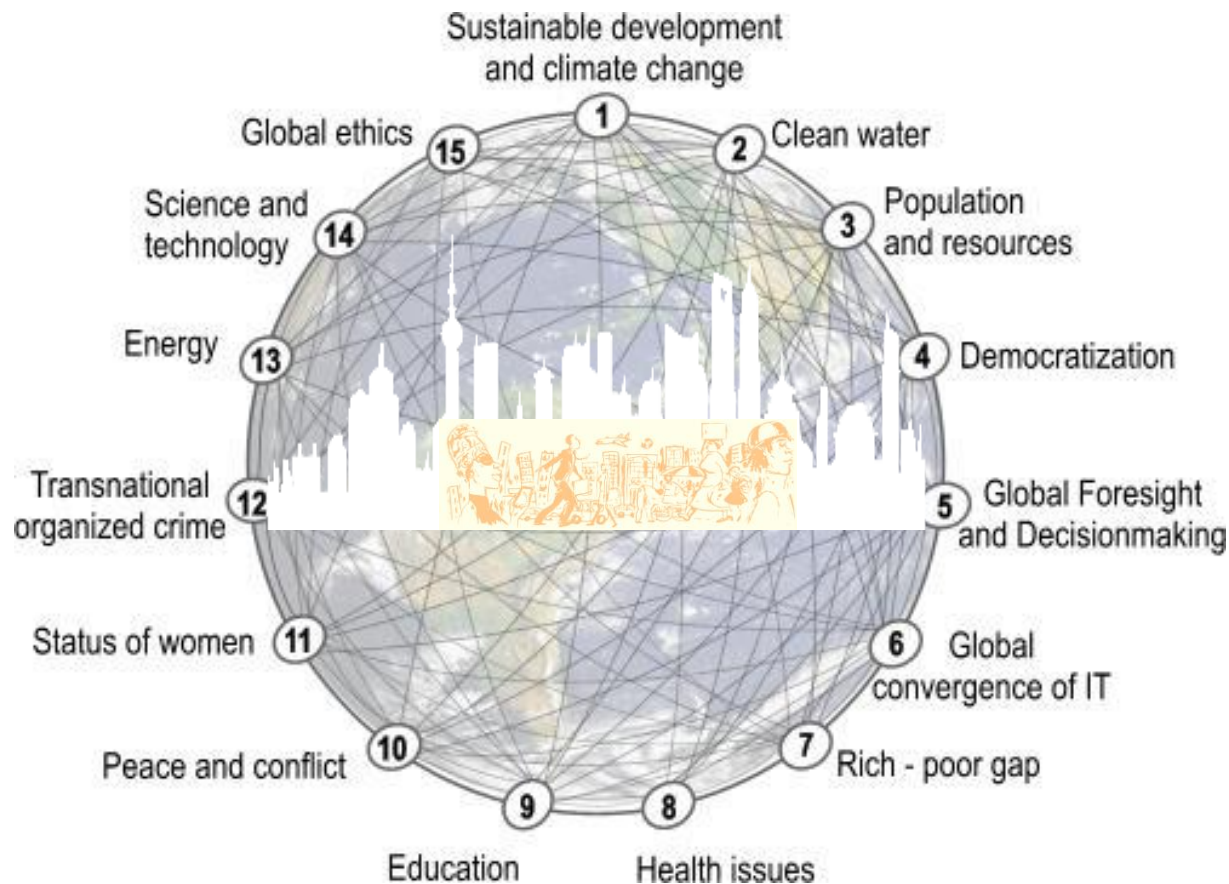 Sustainable development
and climate change
1
2
Clean water
3
Population
and resources
4
Democratization
5
Global Foresight
and Decisionmaking
6
Global
convergence of IT
7
Rich - poor gap
8
Health issues
9
Education
10
Peace and conflict
11
Status of women
12
Transnational
organized crime
13
Energy
14
Science and
technology
15
Global ethics